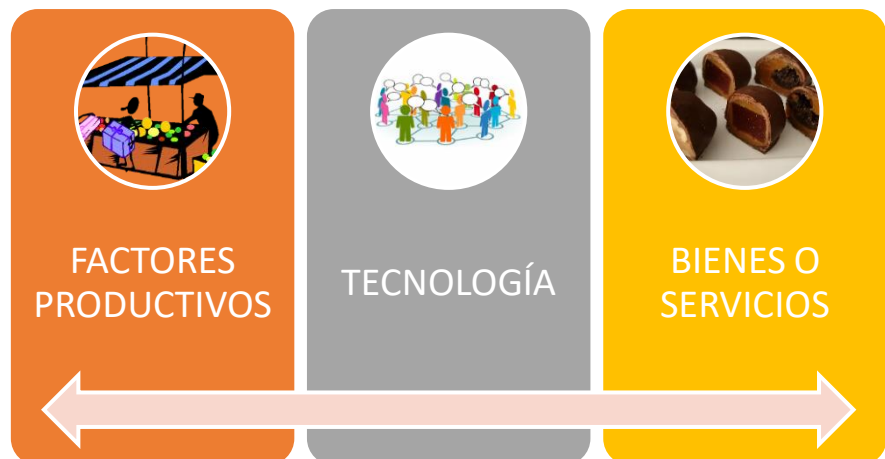 FACTORES
PRODUCTIVOS
TECNOLOGÍA
BIENES O
SERVICIOS